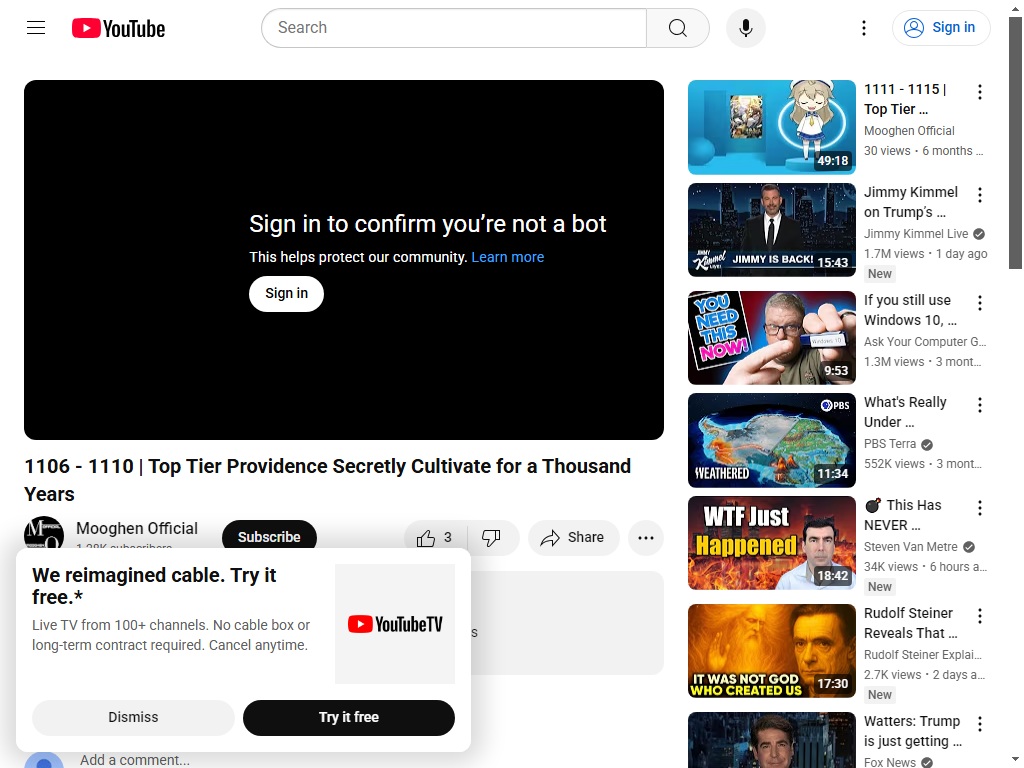 YouTube
Search
Sign in
Sign in to confirm you’re not a bot
This helps protect our community. Learn more
Sign in
1106 - 1110 | Top Tier Providence Secretly Cultivate for a Thousand
Years
Mooghen Official
Subscribe
3
Share
We reimagined cable. Try it
free.*
Live TV from 100+ channels. No cable box or
long-term contract required. Cancel anytime.
YouTubeTV
Dismiss
Try it free
Add a comment...
49:18
1111 - 1115 |
Top Tier …
Mooghen Official
30 views • 6 months …
JIMMY Kimmel LIVE!
JIMMY IS BACK!
15:43
Jimmy Kimmel
on Trump’s …
Jimmy Kimmel Live
1.7M views • 1 day ago
New
YOU
NEED
THIS
NOW!
Windows 10
9:53
If you still use
Windows 10, …
Ask Your Computer G…
1.3M views • 3 mont…
PBS
WEATHERED
11:34
What's Really
Under …
PBS Terra
552K views • 3 mont…
WTF Just
Happened
18:42
This Has
NEVER …
Steven Van Metre
34K views • 6 hours a…
New
IT WAS NOT GOD
WHO CREATED US
17:30
Rudolf Steiner
Reveals That …
Rudolf Steiner Explai…
2.7K views • 2 days a…
New
Watters: Trump
is just getting …
Fox News